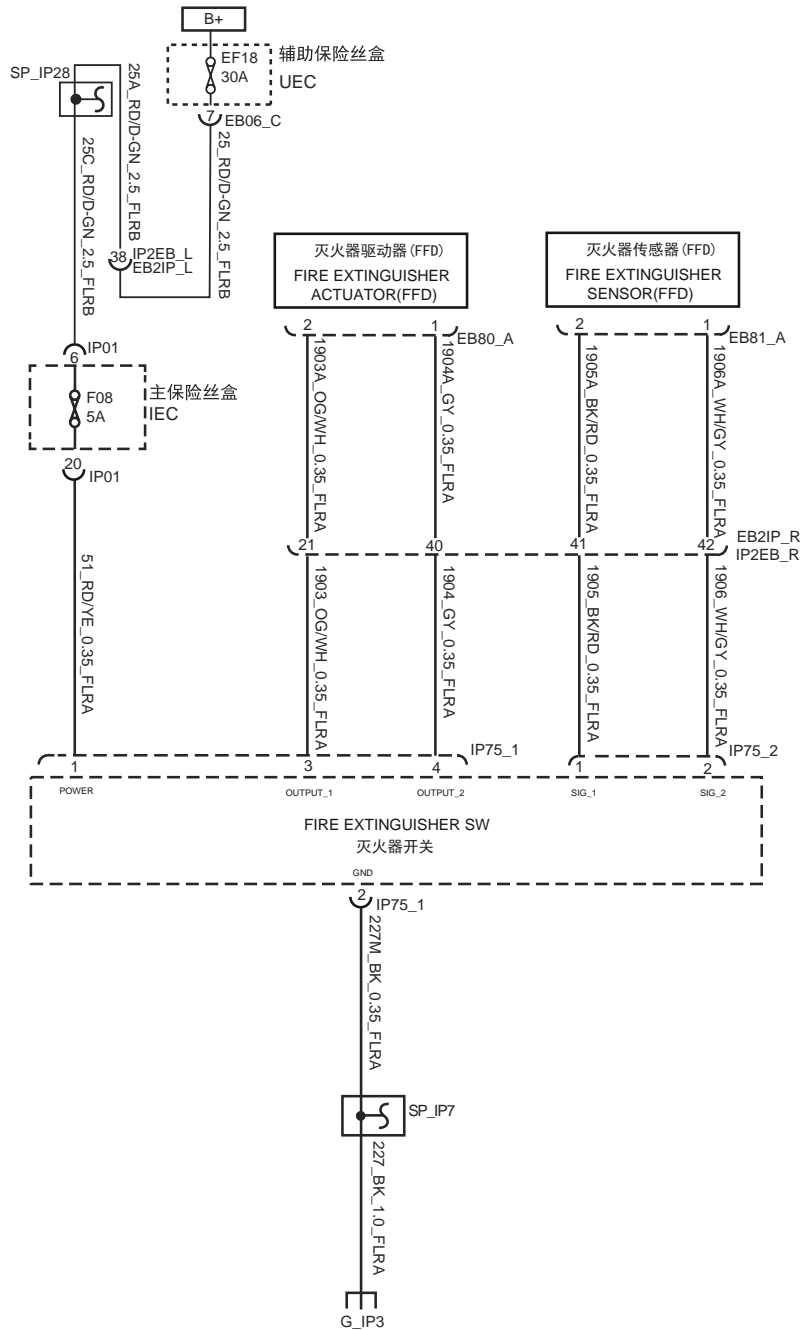 B+
EF18
30A
辅助保险丝盒
UEC
7
EB06_C
SP_IP28
25A_RD/D-GN_2.5_FLRB
25C_RD/D-GN_2.5_FLRB
25_RD/D-GN_2.5_FLRB
38
IP2EB_L
EB2IP_L
灭火器驱动器(FFD)
FIRE EXTINGUISHER
ACTUATOR(FFD)
灭火器传感器(FFD)
FIRE EXTINGUISHER
SENSOR(FFD)
2
1
EB80_A
2
1
EB81_A
IP01
6
F08
5A
主保险丝盒
IEC
20
IP01
1903A_OG/WH_0.35_FLRA
1904A_GY_0.35_FLRA
1905A_BK/RD_0.35_FLRA
1906A_WH/GY_0.35_FLRA
21
40
41
42
EB2IP_R
IP2EB_R
51_RD/YE_0.35_FLRA
1903_OG/WH_0.35_FLRA
1904_GY_0.35_FLRA
1905_BK/RD_0.35_FLRA
1906_WH/GY_0.35_FLRA
IP75_1
IP75_2
1
3
4
1
2
POWER
OUTPUT_1
OUTPUT_2
SIG_1
SIG_2
FIRE EXTINGUISHER SW
灭火器开关
GND
2
IP75_1
227M_BK_0.35_FLRA
SP_IP7
227_BK_1.0_FLRA
G_IP3